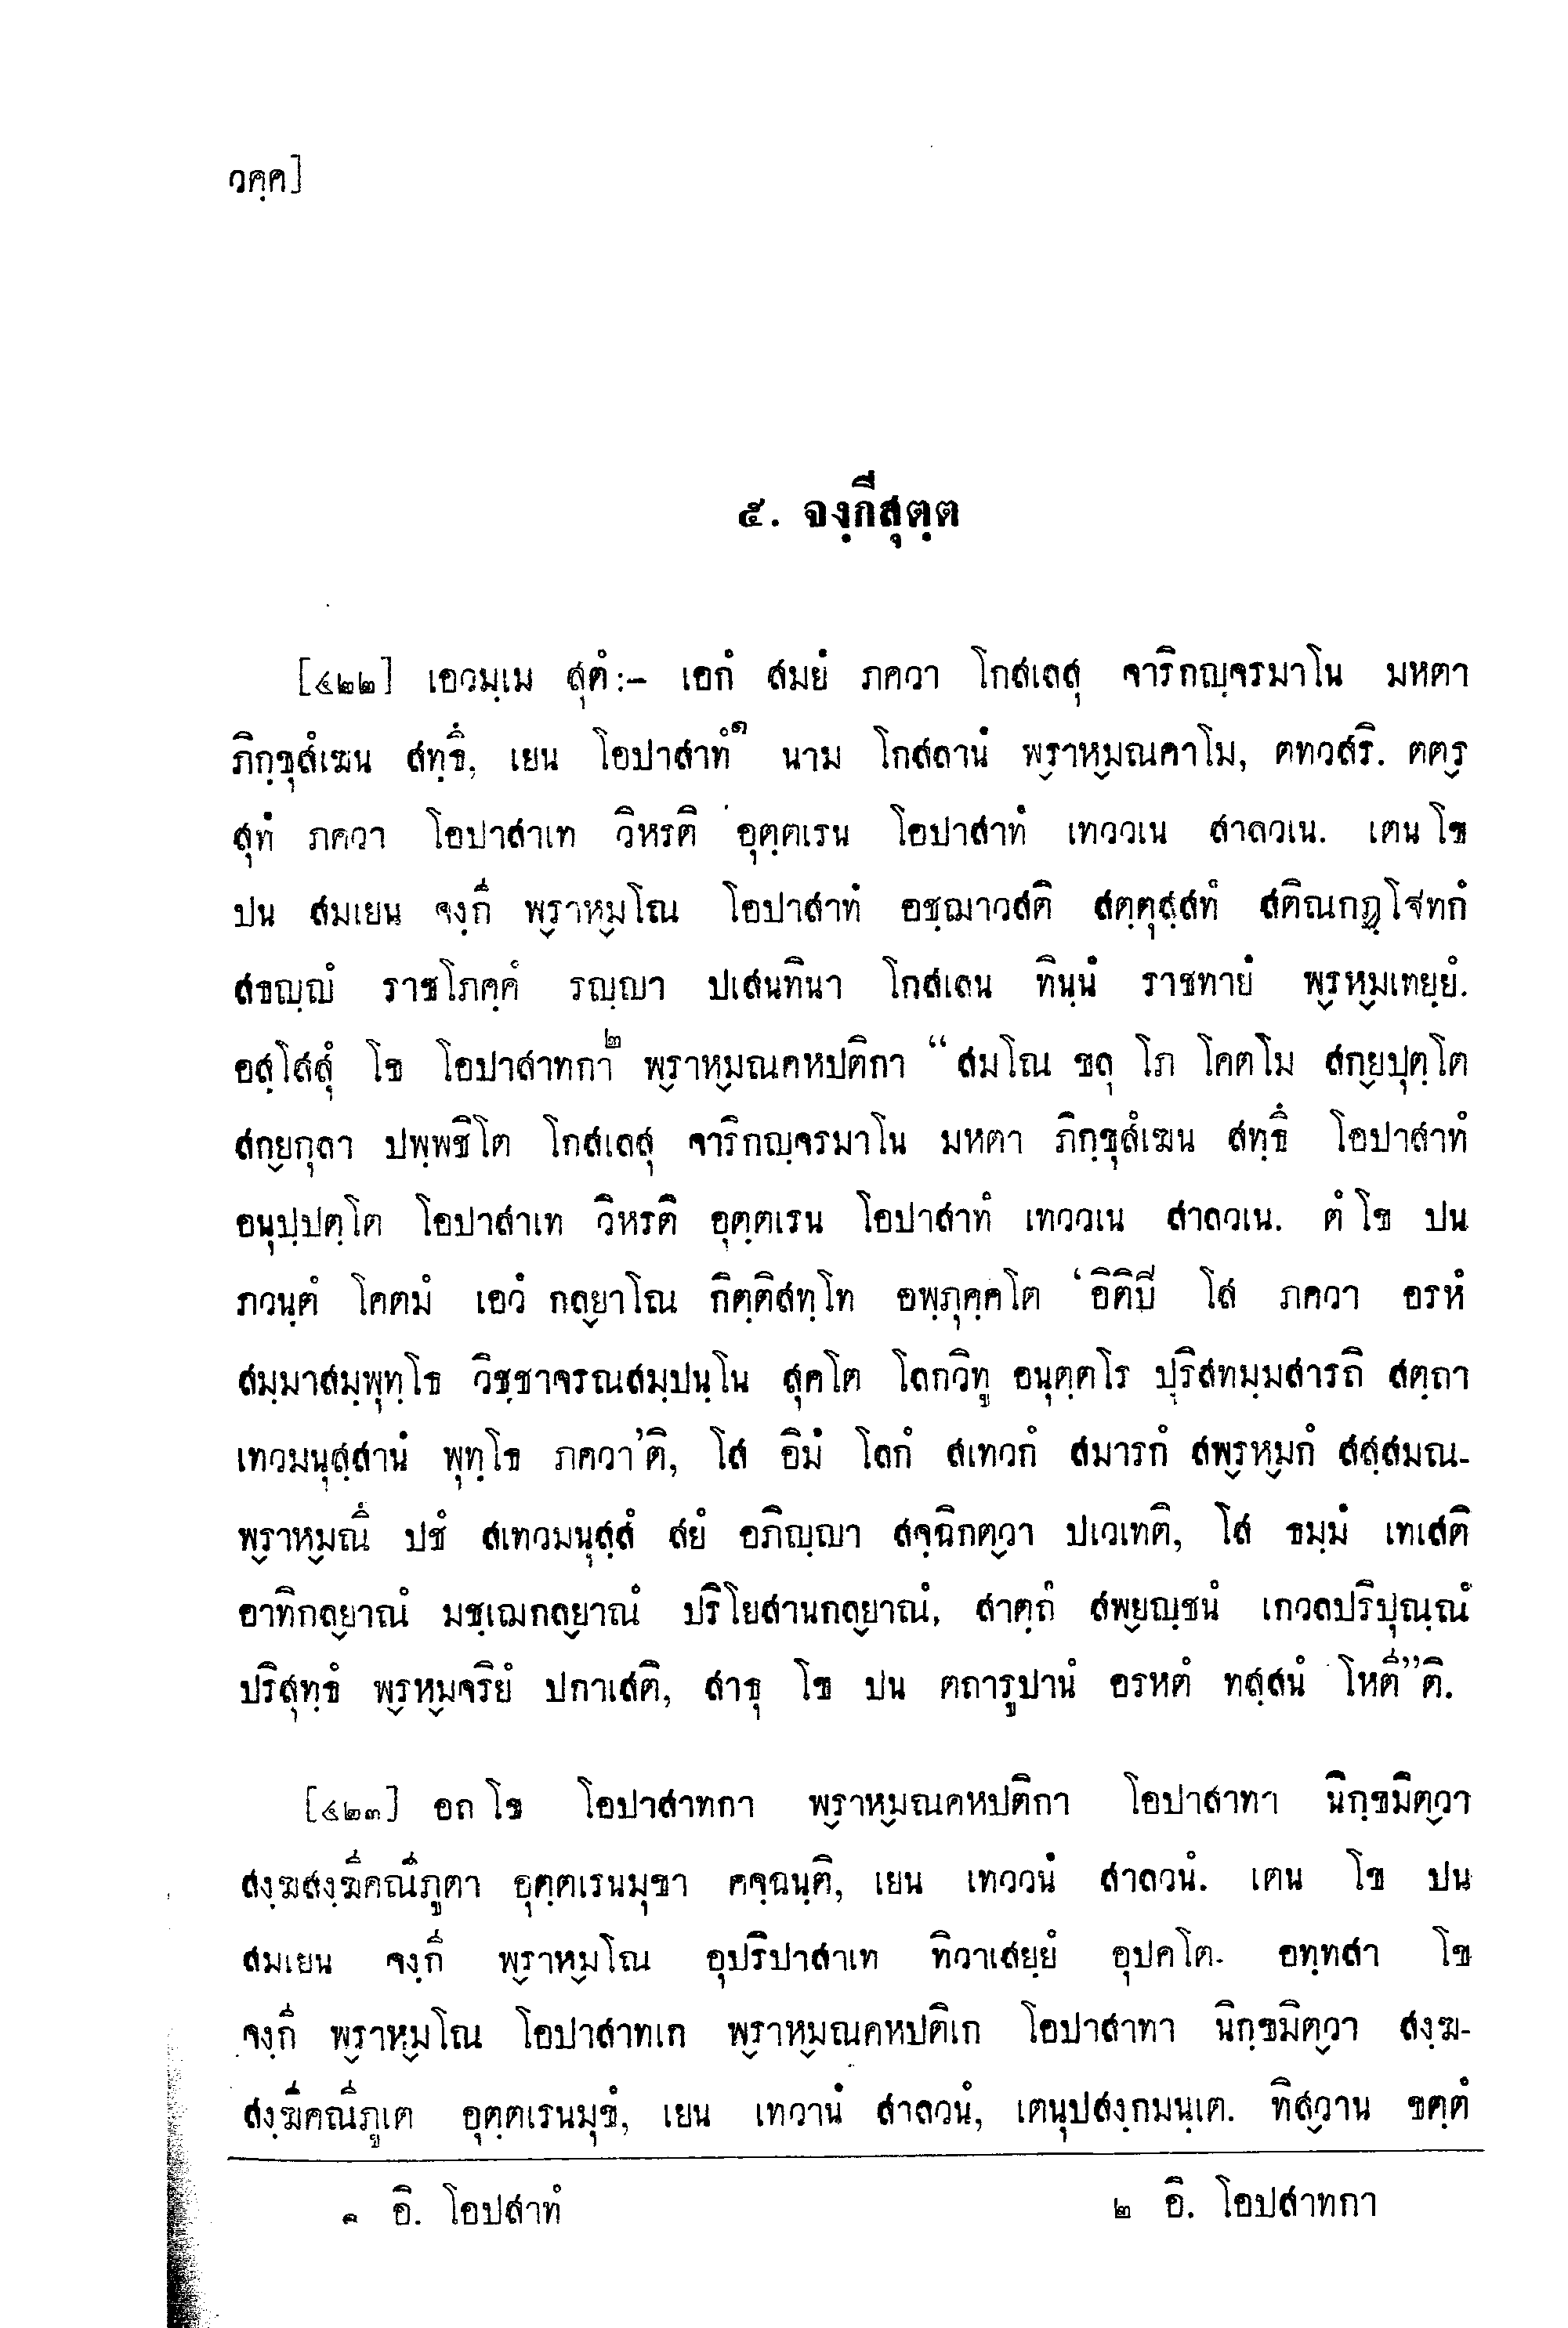 วคฺค]
๕. จงฺกีสุตฺต
[๔๒๒] เอวมฺเม สุตํ:– เอกํ สมยํ ภควา โกสเลสุ จาริกญฺจรมาโน มหตา
ภิกฺขุสํเฆน สทฺธึ, เยน โอปาสาทํ๑ นาม โกสลานํ พฺราหฺมณคาโม, ตทวสริ. ตตฺร
สุทํ ภควา โอปาสาเท วิหรติ อุตฺตเรน โอปาสาทํ เทววเน สาลวเน. เตน โข
ปน สมเยน จงฺกี พฺราหฺมโณ โอปาสาทํ อชฺฌาวสติ สตฺตุสฺสทํ สติณกฏฺโฐทกํ
สธญฺญํ ราชโภคฺคํ รญฺญา ปเสนทินา โกสเลน ทินฺนํ ราชทายํ พฺรหฺมเทยฺยํ.
อสฺโสสุํ โข โอปาสาทกา๒ พฺราหฺมณคหปติกา “สมโณ ขลุ โภ โคตโม สกฺยปุตฺโต
สกฺยกุลา ปพฺพชิโต โกสเลสุ จาริกญฺจรมาโน มหตา ภิกฺขุสํเฆน สทฺธึ โอปาสาทํ
อนุปฺปตฺโต โอปาสาเท วิหรติ อุตฺตเรน โอปาสาทํ เทววเน สาลวเน. ตํ โข ปน
ภวนฺตํ โคตมํ เอวํ กลฺยาโณ กิตฺติสทฺโท อพฺภุคฺคโต ‘อิติปี โส ภควา อรหํ
สมฺมาสมฺพุทฺโธ วิชฺชาจรณสมฺปนฺโน สุคโต โลกวิทู อนุตฺตโร ปุริสทมฺมสารถิ สตฺถา
เทวมนุสฺสานํ พุทฺโธ ภควา’ติ, โส อิมํ โลกํ สเทวกํ สมารกํ สพฺรหฺมกํ สสฺสมณ-
พฺราหฺมณึ ปชํ สเทวมนุสฺสํ สยํ อภิญฺญา สจฺฉิกตฺวา ปเวเทติ, โส ธมฺมํ เทเสติ
อาทิกลฺยาณํ มชฺเฌกลฺยาณํ ปริโยสานกลฺยาณํ, สาตฺถํ สพฺยญฺชนํ เกวลปริปุณฺณํ
ปริสุทฺธํ พฺรหฺมจริยํ ปกาเสติ, สาธุ โข ปน ตถารูปานํ อรหตํ ทสฺสนํ โหตี”ติ.
[๔๒๓] อถ โข โอปาสาทกา พฺราหฺมณคหปติกา โอปาสาทา นิกฺขมิตฺวา
สงฺฆสงฺฆีคณีภูตา อุตฺตเรนมุขา คจฺฉนฺติ, เยน เทววนํ สาลวนํ. เตน โข ปน
สมเยน จงฺกี พฺราหฺมโณ อุปริปาสาเท ทิวาเสยฺยํ อุปคโต. อทฺทสา โข
จงฺกี พฺราหฺมโณ โอปาสาทเก พฺราหฺมณคหปติเก โอปาสาทา นิกฺขมิตฺวา สงฺฆ-
สงฺฆีคณีภูเต อุตฺตเรนมุขํ, เยน เทวานํ สาลวนํ, เตนุปสงฺกมนฺเต. ทิสฺวาน ขตฺตํ
๑ อิ. โอปสาทํ
๒ อิ. โอปสาทกา